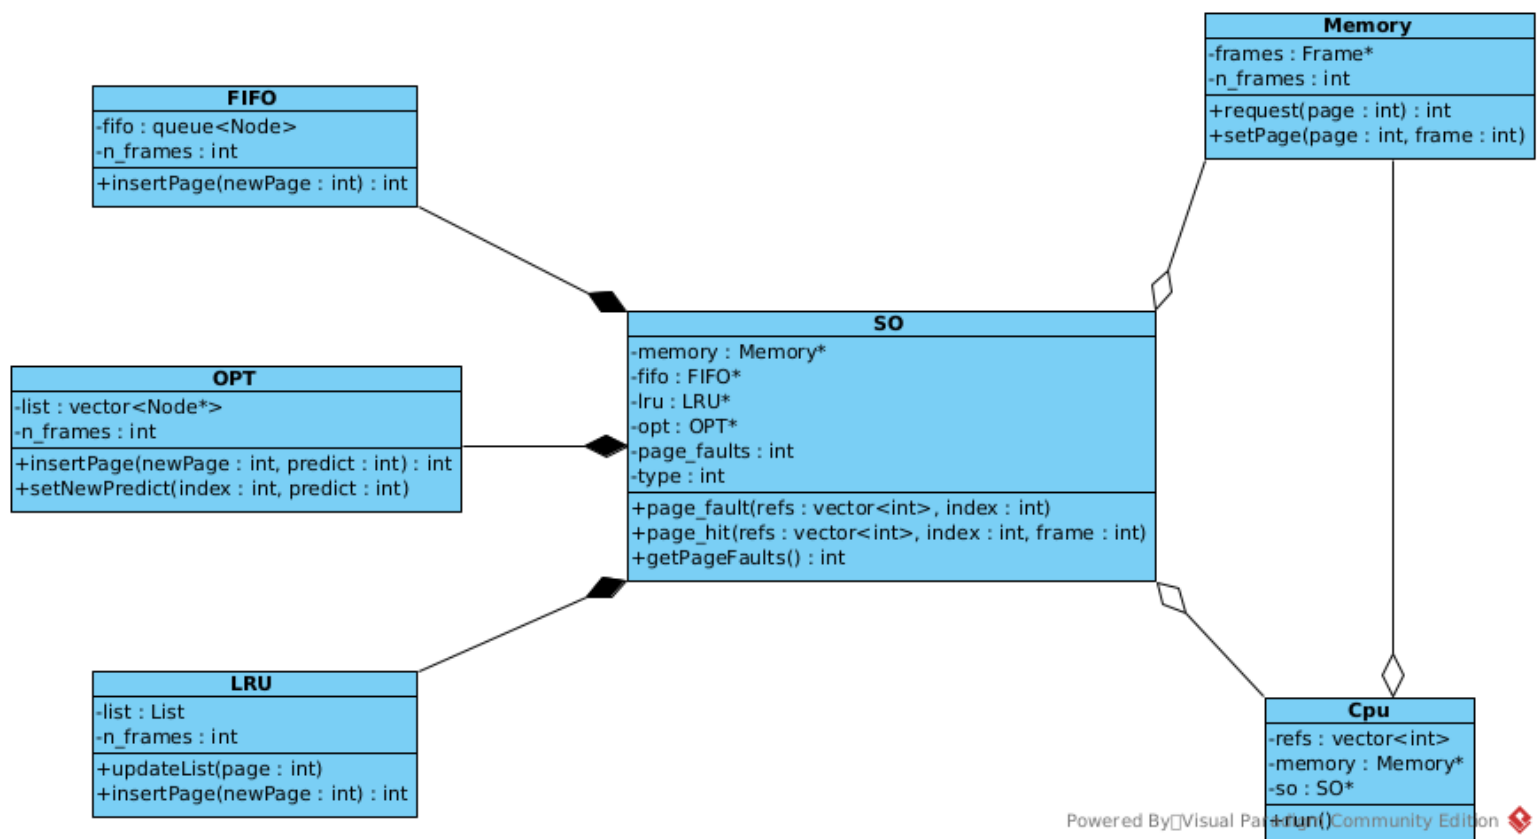 Memory
-frames : Frame*
-n_frames : int
+request(page : int) : int
+setPage(page : int, frame : int)
FIFO
-fifo : queue<Node>
-n_frames : int
+insertPage(newPage : int) : int
SO
-memory : Memory*
-fifo : FIFO*
-lru : LRU*
-opt : OPT*
-page_faults : int
-type : int
+page_fault(refs : vector<int>, index : int)
+page_hit(refs : vector<int>, index : int, frame : int)
+getPageFaults() : int
OPT
-list : vector<Node*>
-n_frames : int
+insertPage(newPage : int, predict : int) : int
+setNewPredict(index : int, predict : int)
LRU
-list : List
-n_frames : int
+updateList(page : int)
+insertPage(newPage : int) : int
Cpu
-refs : vector<int>
-memory : Memory*
-so : SO*
+run()
Powered By Visual Paradigm Community Edition